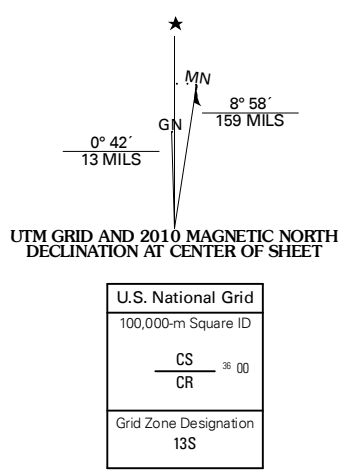 MN
8° 58´
159 MILS
GN
0° 42´
13 MILS
UTM GRID AND 2010 MAGNETIC NORTH
DECLINATION AT CENTER OF SHEET
U.S. National Grid
100,000-m Square ID
CS
36 00
CR
Grid Zone Designation
13S